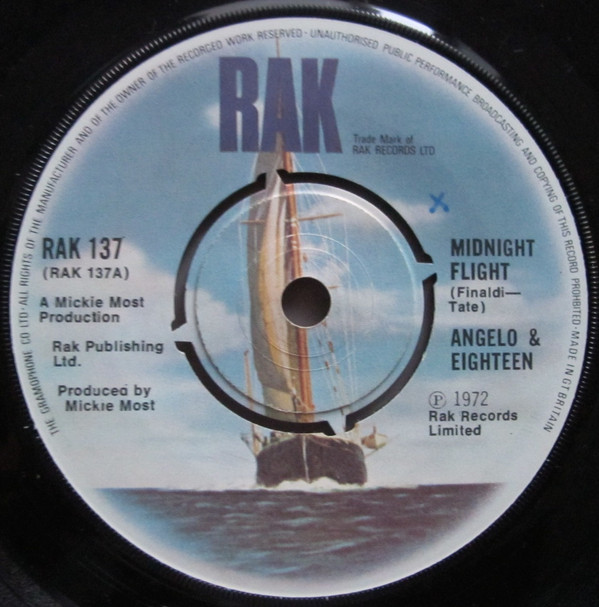 THE GRAMOPHONE CO LTD·ALL RIGHTS OF THE MANUFACTURER AND OF THE OWNER OF THE RECORDED WORK RESERVED · UNAUTHORISED PUBLIC PERFORMANCE BROADCASTING AND COPYING OF THIS RECORD PROHIBITED·MADE IN GT BRITAIN
RAK
Trade Mark of
RAK RECORDS LTD
RAK 137
(RAK 137A)
A Mickie Most
Production
Rak Publishing
Ltd.
Produced by
Mickie Most
MIDNIGHT
FLIGHT
(Finaldi—
Tate)
ANGELO &
EIGHTEEN
Ⓟ 1972
Rak Records
Limited